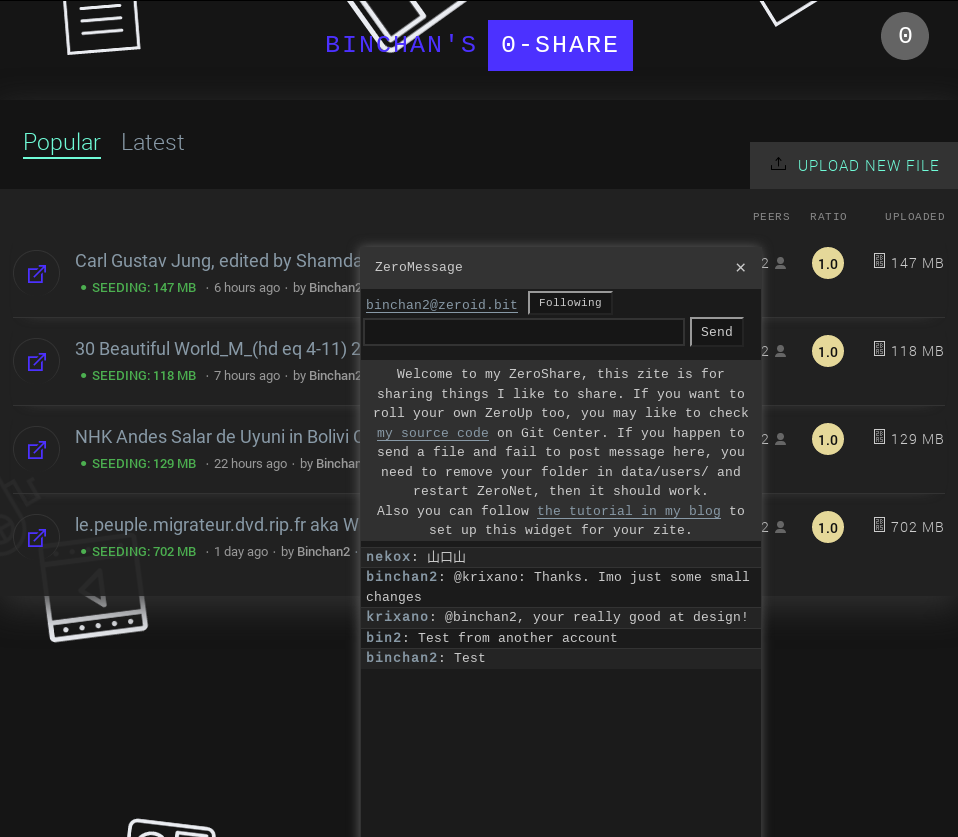 BINCHAN'S 0-SHARE
0
Popular Latest
UPLOAD NEW FILE
PEERS RATIO UPLOADED
Carl Gustav Jung, edited by Shamda
SEEDING: 147 MB · 6 hours ago · by Binchan2
2 1.0 147 MB
30 Beautiful World_M_(hd eq 4-11) 2
SEEDING: 118 MB · 7 hours ago · by Binchan2
2 1.0 118 MB
NHK Andes Salar de Uyuni in Bolivi
SEEDING: 129 MB · 22 hours ago · by Binchan
2 1.0 129 MB
le.peuple.migrateur.dvd.rip.fr aka W
SEEDING: 702 MB · 1 day ago · by Binchan2 ·
2 1.0 702 MB
ZeroMessage ×
binchan2@zeroid.bit Following
Send
Welcome to my ZeroShare, this zite is for
sharing things I like to share. If you want to
roll your own ZeroUp too, you may like to check
my source code on Git Center. If you happen to
send a file and fail to post message here, you
need to remove your folder in data/users/ and
restart ZeroNet, then it should work.
Also you can follow the tutorial in my blog to
set up this widget for your zite.
nekox: 山口山
binchan2: @krixano: Thanks. Imo just some small
changes
krixano: @binchan2, your really good at design!
bin2: Test from another account
binchan2: Test